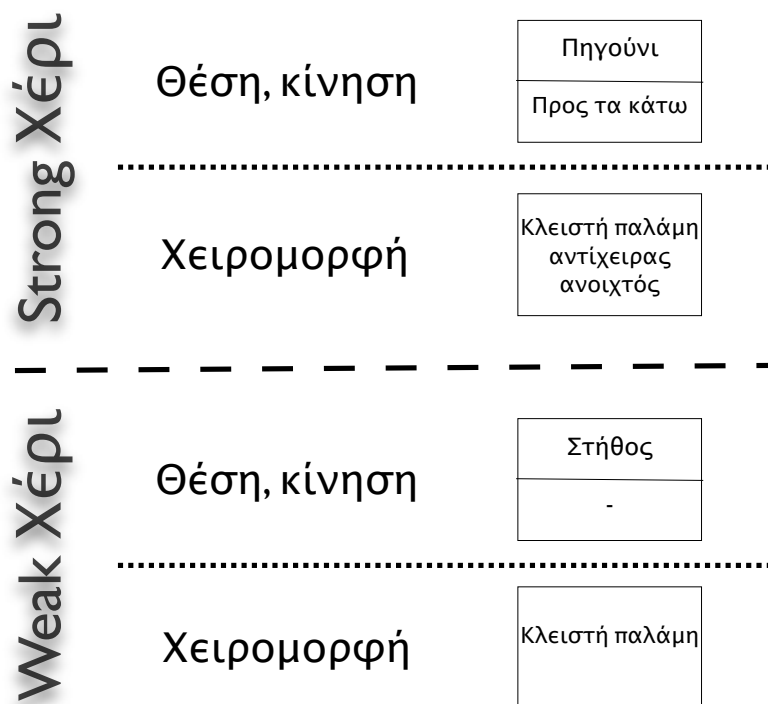 Strong Χέρι
Θέση, κίνηση
Πηγούνι
Προς τα κάτω
Χειρομορφή
Κλειστή παλάμη
αντίχειρας
ανοιχτός
Weak Χέρι
Θέση, κίνηση
Στήθος
-
Χειρομορφή
Κλειστή παλάμη